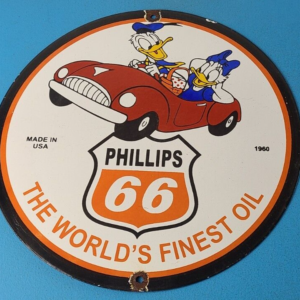 MADE IN
USA
1960
PHILLIPS
66
THE WORLD'S FINEST OIL